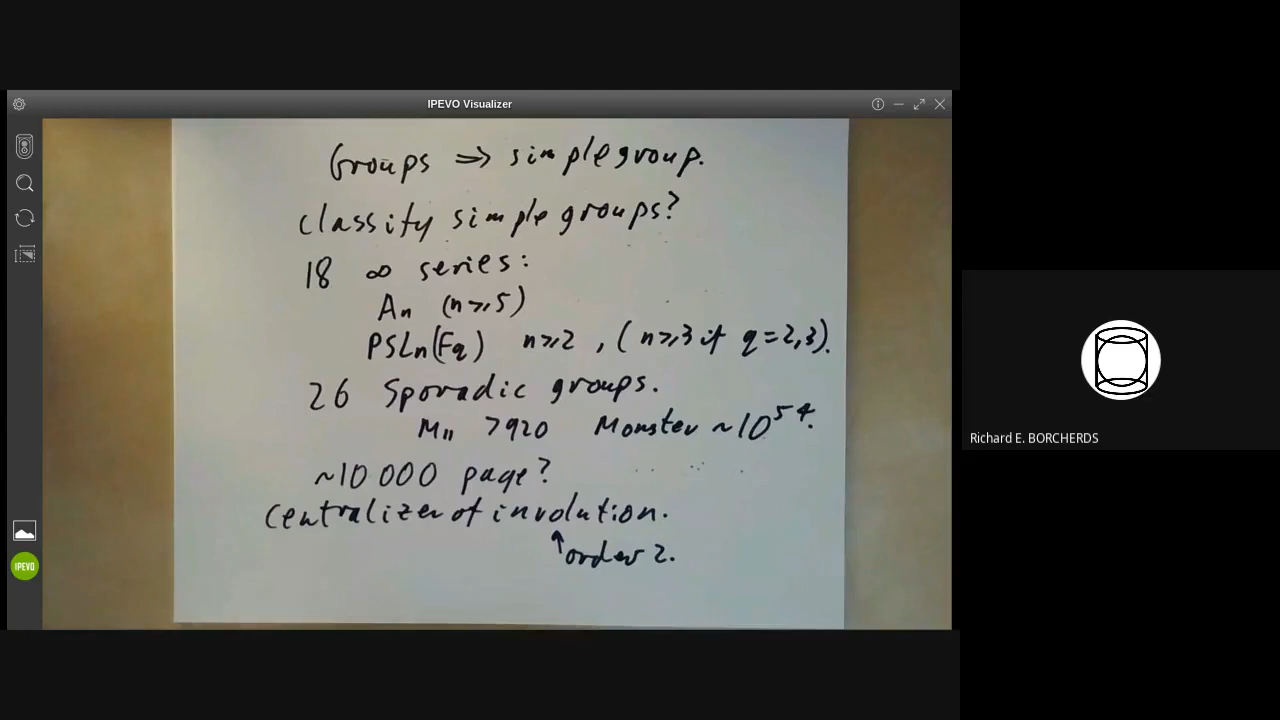 IPEVO Visualizer
Groups ⇒ simple group.
classify simple groups?
18 ∞ series:
An (n≥5)
PSLn(Fq) n≥2, (n≥3 if q=2,3).
26 Sporadic groups.
M11 7920 Monster ~10^54.
~10 000 page?
centralizer of involution.
↑order 2.
IPEVO
Richard E. BORCHERDS